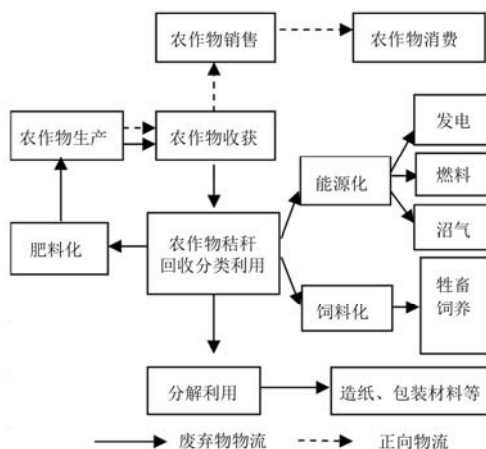 农作物销售
农作物消费
农作物生产
农作物收获
发电
能源化
燃料
沼气
肥料化
农作物秸秆
回收分类利用
饲料化
牲畜
饲养
分解利用
造纸、包装材料等
废弃物物流
正向物流